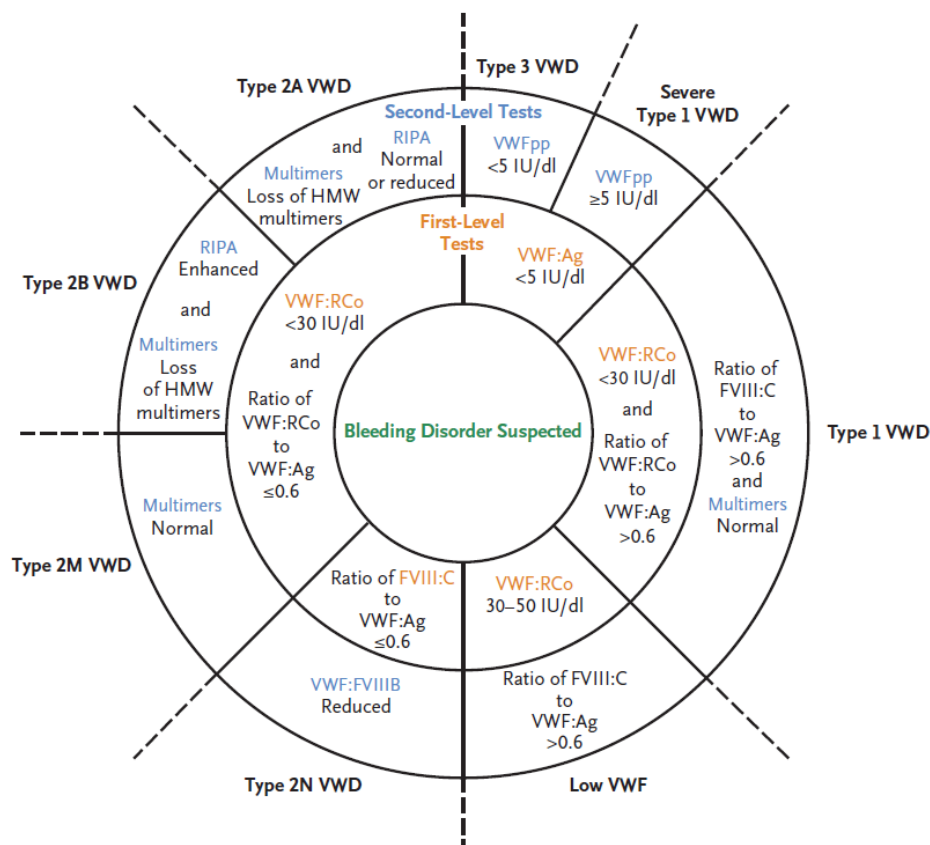 Type 3 VWD
VWFpp
<5 IU/dl
Severe
Type 1 VWD
VWFpp
≥5 IU/dl
Second-Level Tests
Type 2A VWD
and
RIPA
Normal
or reduced
Multimers
Loss of HMW
multimers
First-Level
Tests
VWF:Ag
<5 IU/dl
Type 2B VWD
RIPA
Enhanced
and
Multimers
Loss
of HMW
multimers
VWF:RCo
<30 IU/dl
and
Ratio of
VWF:RCo
to
VWF:Ag
≤0.6
Bleeding Disorder Suspected
VWF:RCo
<30 IU/dl
and
Ratio of
VWF:RCo
to
VWF:Ag
>0.6
Ratio of
FVIII:C
to
VWF:Ag
>0.6
and
Multimers
Normal
Type 1 VWD
Multimers
Normal
Type 2M VWD
Ratio of FVIII:C
to
VWF:Ag
≤0.6
VWF:RCo
30–50 IU/dl
VWF:FVIIIB
Reduced
Ratio of FVIII:C
to
VWF:Ag
>0.6
Type 2N VWD
Low VWF